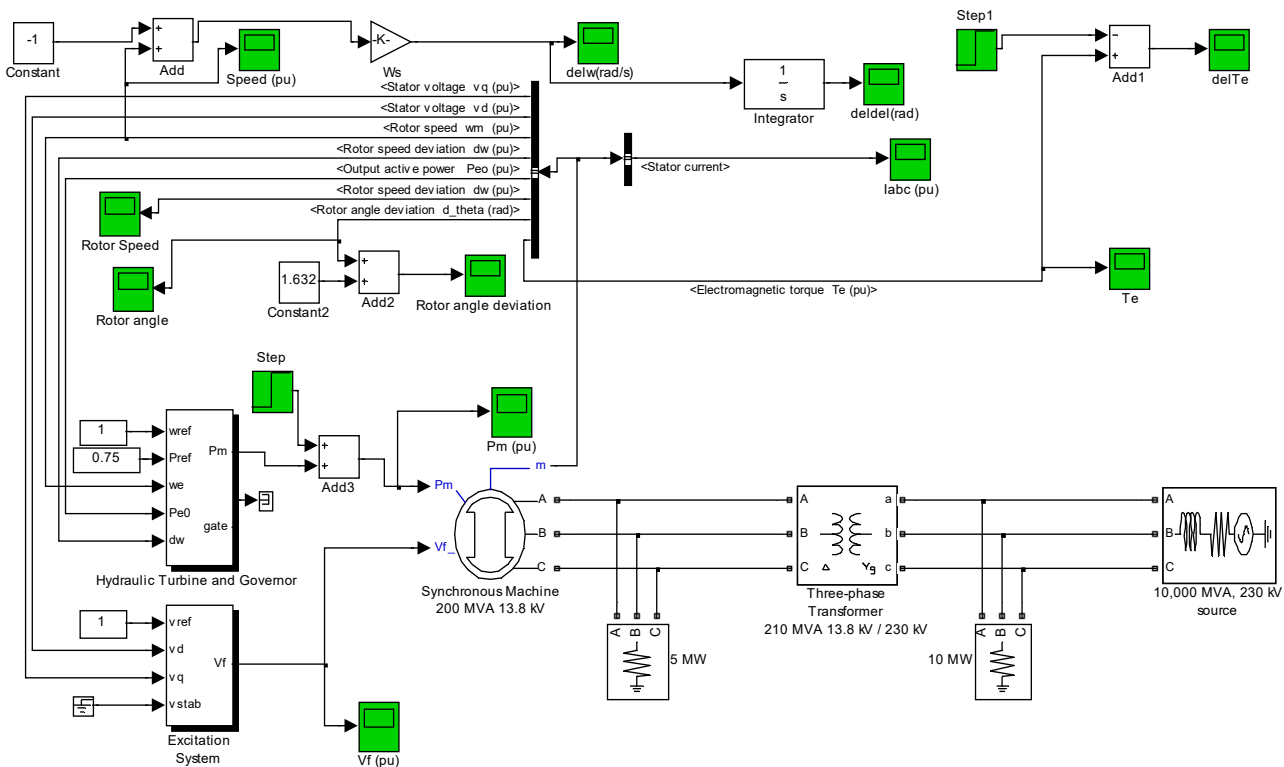 -1
Constant
+
+
Add
Speed (pu)
-K-
Ws
delw(rad/s)
1
s
Integrator
deldel(rad)
Step1
−
+
Add1
delTe
<Stator voltage vq (pu)>
<Stator voltage vd (pu)>
<Rotor speed wm (pu)>
<Rotor speed deviation dw (pu)>
<Output active power Peo (pu)>
<Rotor speed deviation dw (pu)>
<Rotor angle deviation d_theta (rad)>
<Stator current>
Iabc (pu)
Rotor Speed
Rotor angle
1.632
Constant2
+
+
Add2
Rotor angle deviation
<Electromagnetic torque Te (pu)>
Te
Step
1
0.75
wref
Pref
we
Pe0
dw
Pm
gate
Hydraulic Turbine and Governor
+
+
Add3
Pm (pu)
m
Pm
Vf_
A
B
C
Synchronous Machine
200 MVA 13.8 kV
A
B
C
5 MW
A
B
C
a
b
c
Δ
Yg
Three-phase
Transformer
210 MVA 13.8 kV / 230 kV
A
B
C
10 MW
A
B
C
10,000 MVA, 230 kV
source
1
vref
vd
vq
vstab
Vf
Excitation
System
Vf (pu)